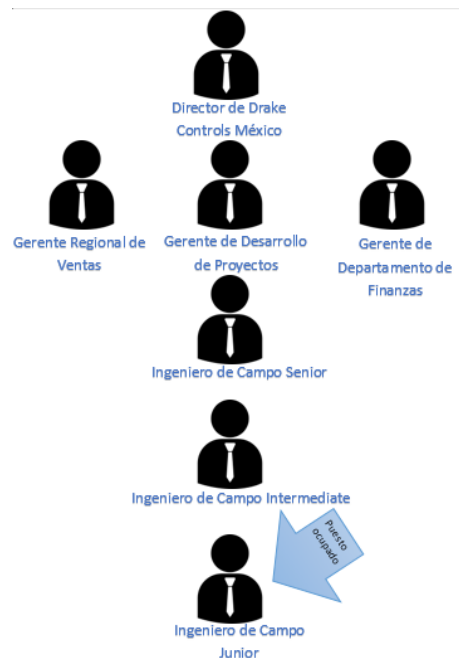 Director de Drake
Controls México
Gerente Regional de
Ventas
Gerente de Desarrollo
de Proyectos
Gerente de
Departamento de
Finanzas
Ingeniero de Campo Senior
Ingeniero de Campo Intermediate
Puesto
ocupado
Ingeniero de Campo
Junior